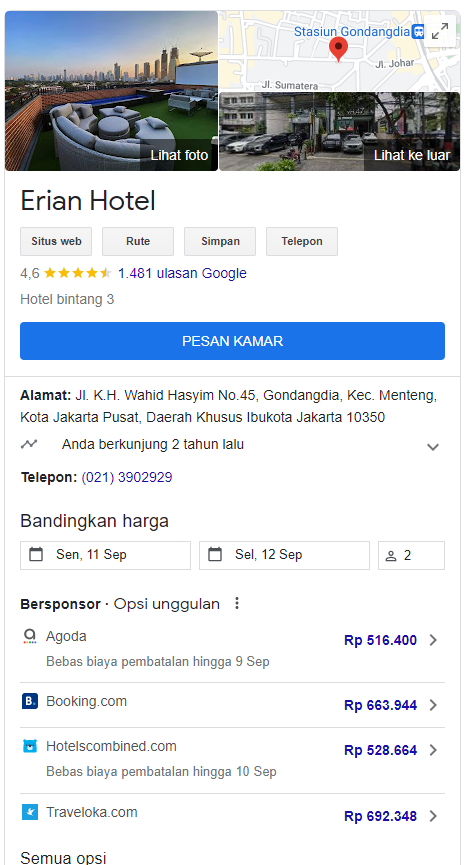 Stasiun Gondangdia
Jl. Johar
Jl. Sumatera
Lihat foto
Lihat ke luar
Erian Hotel
Situs web Rute Simpan Telepon
4,6 1.481 ulasan Google
Hotel bintang 3
PESAN KAMAR
Alamat: Jl. K.H. Wahid Hasyim No.45, Gondangdia, Kec. Menteng,
Kota Jakarta Pusat, Daerah Khusus Ibukota Jakarta 10350
Anda berkunjung 2 tahun lalu
Telepon: (021) 3902929
Bandingkan harga
Sen, 11 Sep Sel, 12 Sep 2
Bersponsor · Opsi unggulan
Agoda Rp 516.400
Bebas biaya pembatalan hingga 9 Sep
B. Booking.com Rp 663.944
Hotelscombined.com Rp 528.664
Bebas biaya pembatalan hingga 10 Sep
Traveloka.com Rp 692.348
Semua opsi